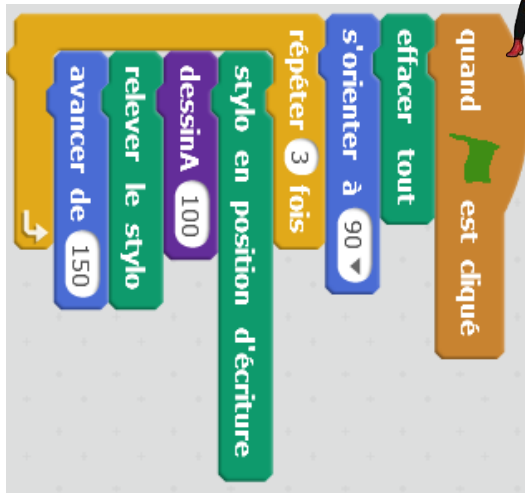 quand est cliqué
effacer tout
s'orienter à 90
répéter 3 fois
stylo en position d'écriture
dessinA 100
relever le stylo
avancer de 150